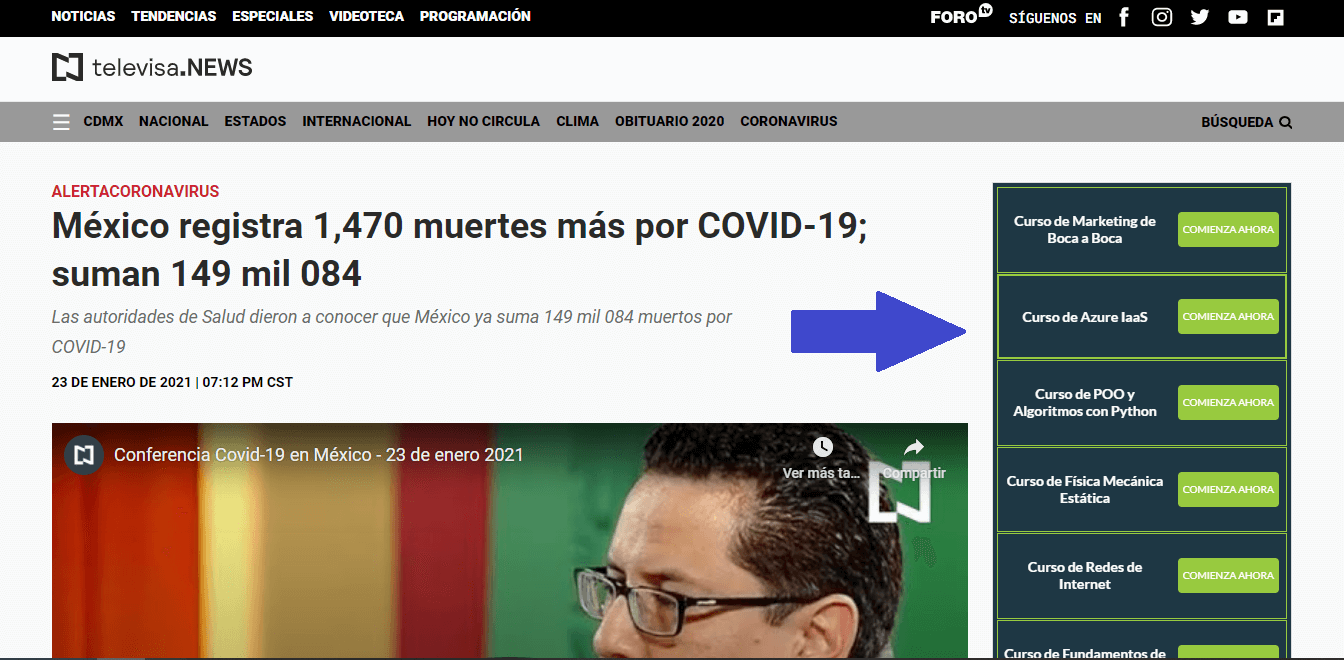 NOTICIAS TENDENCIAS ESPECIALES VIDEOTECA PROGRAMACIÓN
FOROtv SÍGUENOS EN
televisa.NEWS
CDMX NACIONAL ESTADOS INTERNACIONAL HOY NO CIRCULA CLIMA OBITUARIO 2020 CORONAVIRUS
BÚSQUEDA
ALERTACORONAVIRUS
México registra 1,470 muertes más por COVID-19;
suman 149 mil 084
Las autoridades de Salud dieron a conocer que México ya suma 149 mil 084 muertos por
COVID-19
23 DE ENERO DE 2021 | 07:12 PM CST
Conferencia Covid-19 en México - 23 de enero 2021
Ver más ta...
Compartir
Curso de Marketing de
Boca a Boca
COMIENZA AHORA
Curso de Azure IaaS
COMIENZA AHORA
Curso de POO y
Algoritmos con Python
COMIENZA AHORA
Curso de Física Mecánica
Estática
COMIENZA AHORA
Curso de Redes de
Internet
COMIENZA AHORA
Curso de Fundamentos de